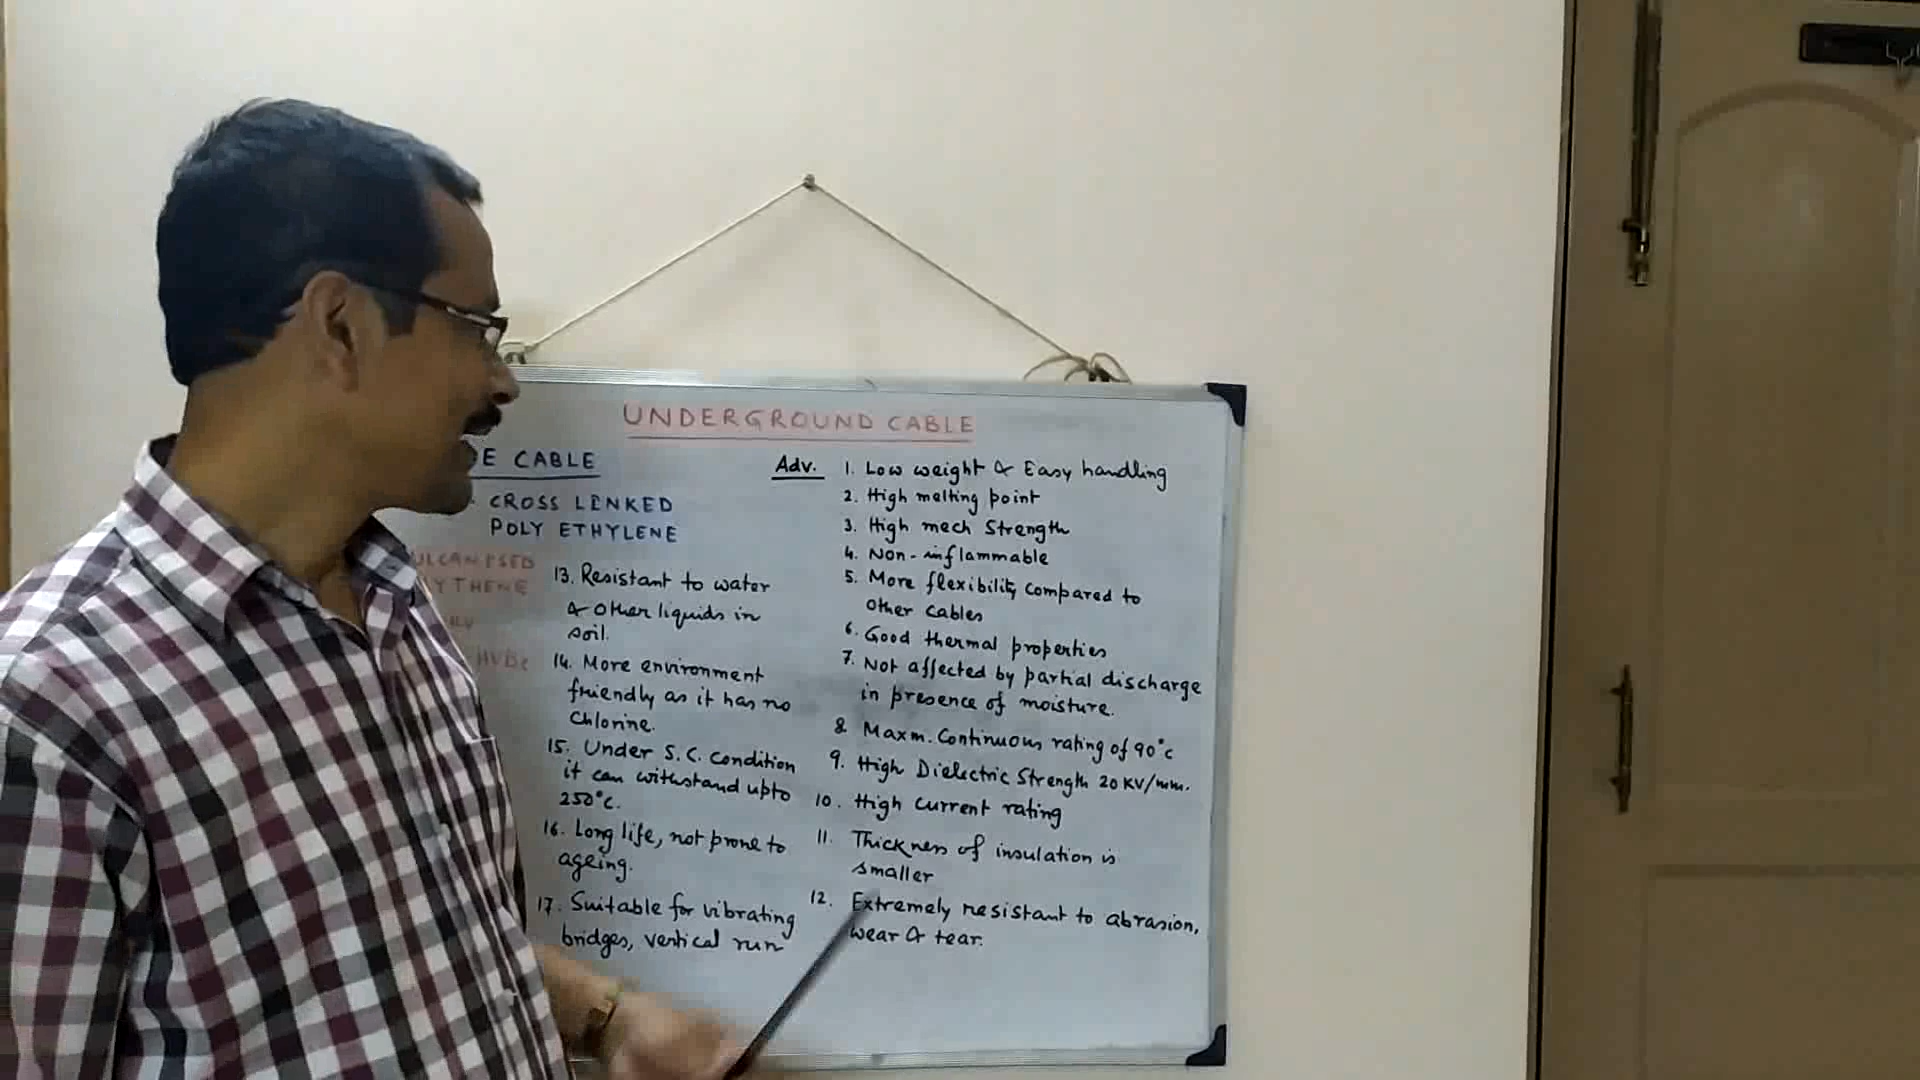 UNDERGROUND CABLE
E CABLE
CROSS LINKED
POLY ETHYLENE
13. Resistant to water
& other liquids in
soil.
14. More environment
friendly as it has no
Chlorine.
15. Under S.C. condition
it can withstand upto
250°C.
16. Long life, not prone to
ageing.
17. Suitable for vibrating
bridges, vertical run
Adv. 1. Low weight & Easy handling
2. High melting point
3. High mech Strength
4. Non-inflammable
5. More flexibility compared to
other cables
6. Good thermal properties
7. Not affected by partial discharge
in presence of moisture.
8. Maxm. Continuous rating of 90°c
9. High Dielectric Strength 20 KV/mm.
10. High Current rating
11. Thickness of insulation is
smaller
12. Extremely resistant to abrasion,
wear & tear.